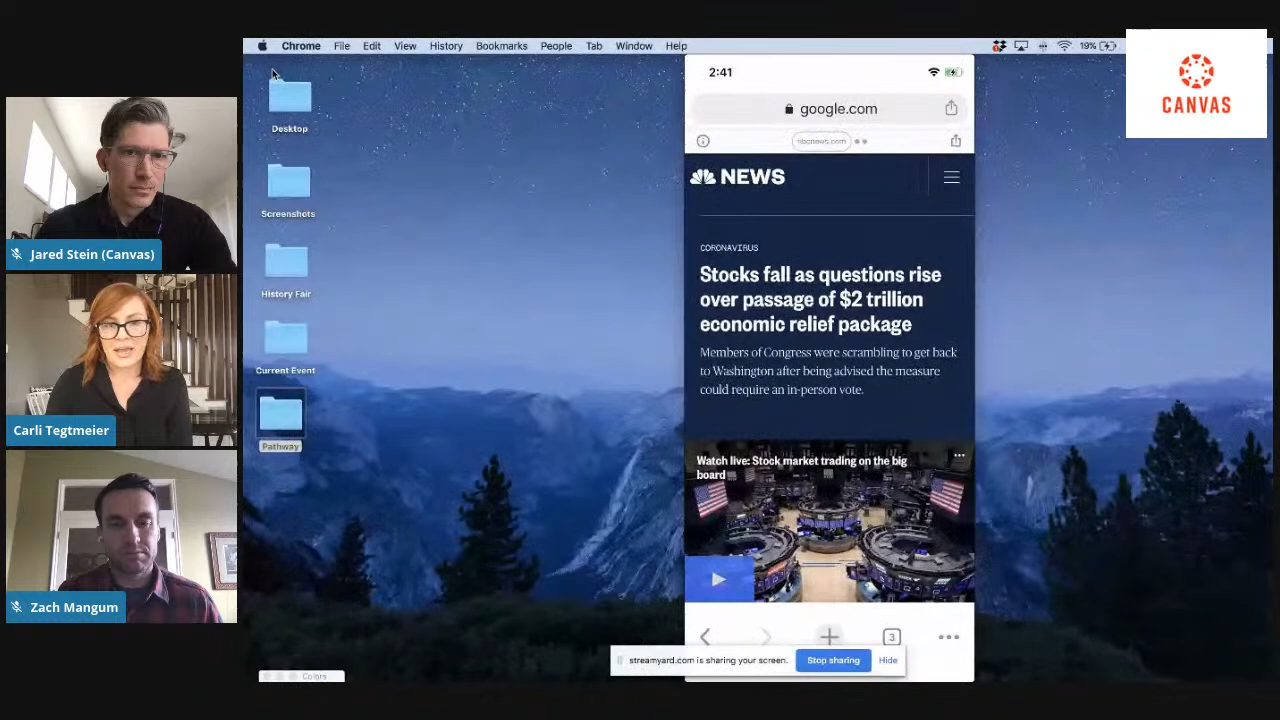 Chrome File Edit View History Bookmarks People Tab Window Help
19%
CANVAS
Desktop
Screenshots
History Fair
Current Event
Pathway
Colors
Jared Stein (Canvas)
Carli Tegtmeier
Zach Mangum
2:41
google.com
nbcnews.com
NEWS
CORONAVIRUS
Stocks fall as questions rise
over passage of $2 trillion
economic relief package
Members of Congress were scrambling to get back
to Washington after being advised the measure
could require an in-person vote.
Watch live: Stock market trading on the big
board
3
streamyard.com is sharing your screen. Stop sharing Hide